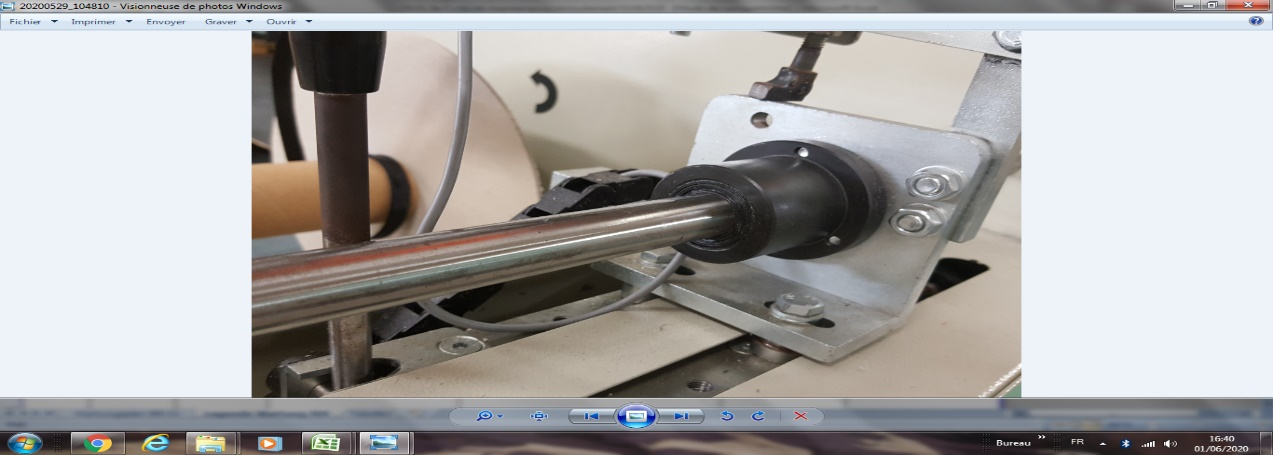 20200529_104810 - Visionneuse de photos Windows
Fichier Imprimer Envoyer Graver Ouvrir
Bureau » FR 16:40
01/06/2020